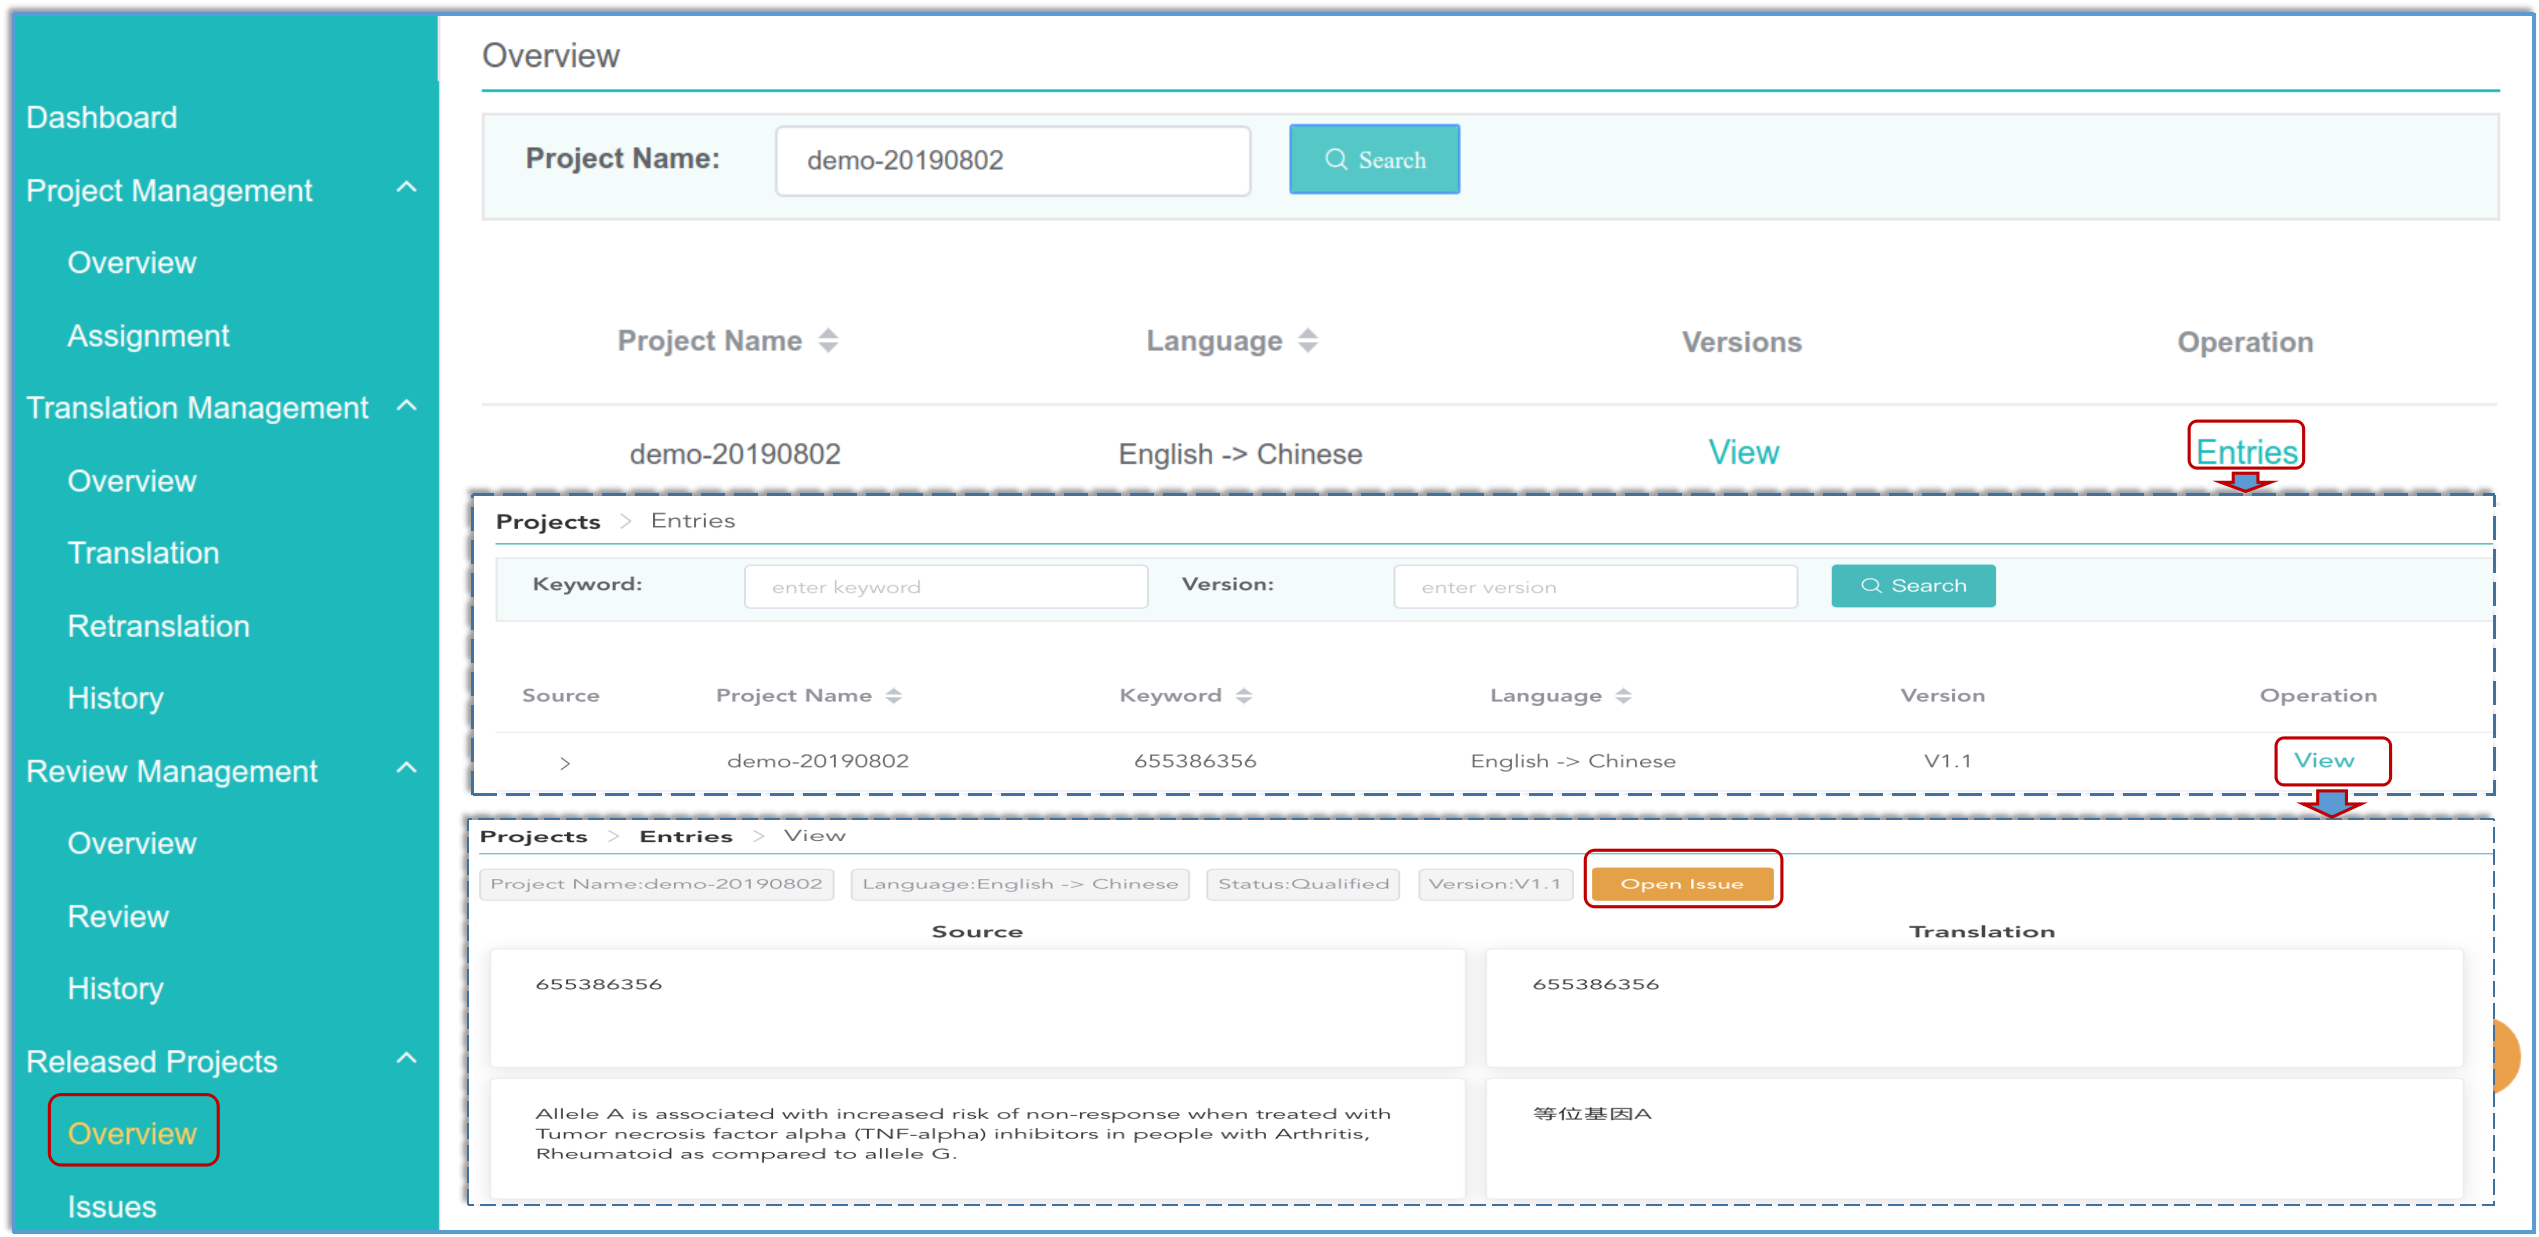 Dashboard
Project Management
Overview
Assignment
Translation Management
Overview
Translation
Retranslation
History
Review Management
Overview
Review
History
Released Projects
Overview
Issues
Overview
Project Name: demo-20190802 Search
Project Name Language Versions Operation
demo-20190802 English -> Chinese View Entries
Projects > Entries
Keyword: enter keyword Version: enter version Search
Source Project Name Keyword Language Version Operation
> demo-20190802 655386356 English -> Chinese V1.1 View
Projects > Entries > View
Project Name:demo-20190802 Language:English -> Chinese Status:Qualified Version:V1.1 Open Issue
Source Translation
655386356 655386356
Allele A is associated with increased risk of non-response when treated with
Tumor necrosis factor alpha (TNF-alpha) inhibitors in people with Arthritis,
Rheumatoid as compared to allele G.
等位基因A